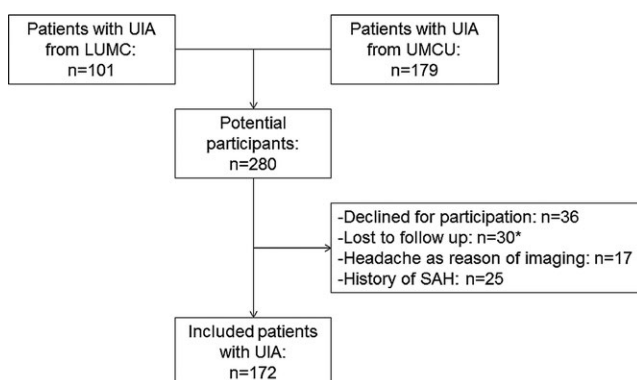 Patients with UIA
from LUMC:
n=101
Patients with UIA
from UMCU:
n=179
Potential
participants:
n=280
-Declined for participation: n=36
-Lost to follow up: n=30*
-Headache as reason of imaging: n=17
-History of SAH: n=25
Included patients
with UIA:
n=172